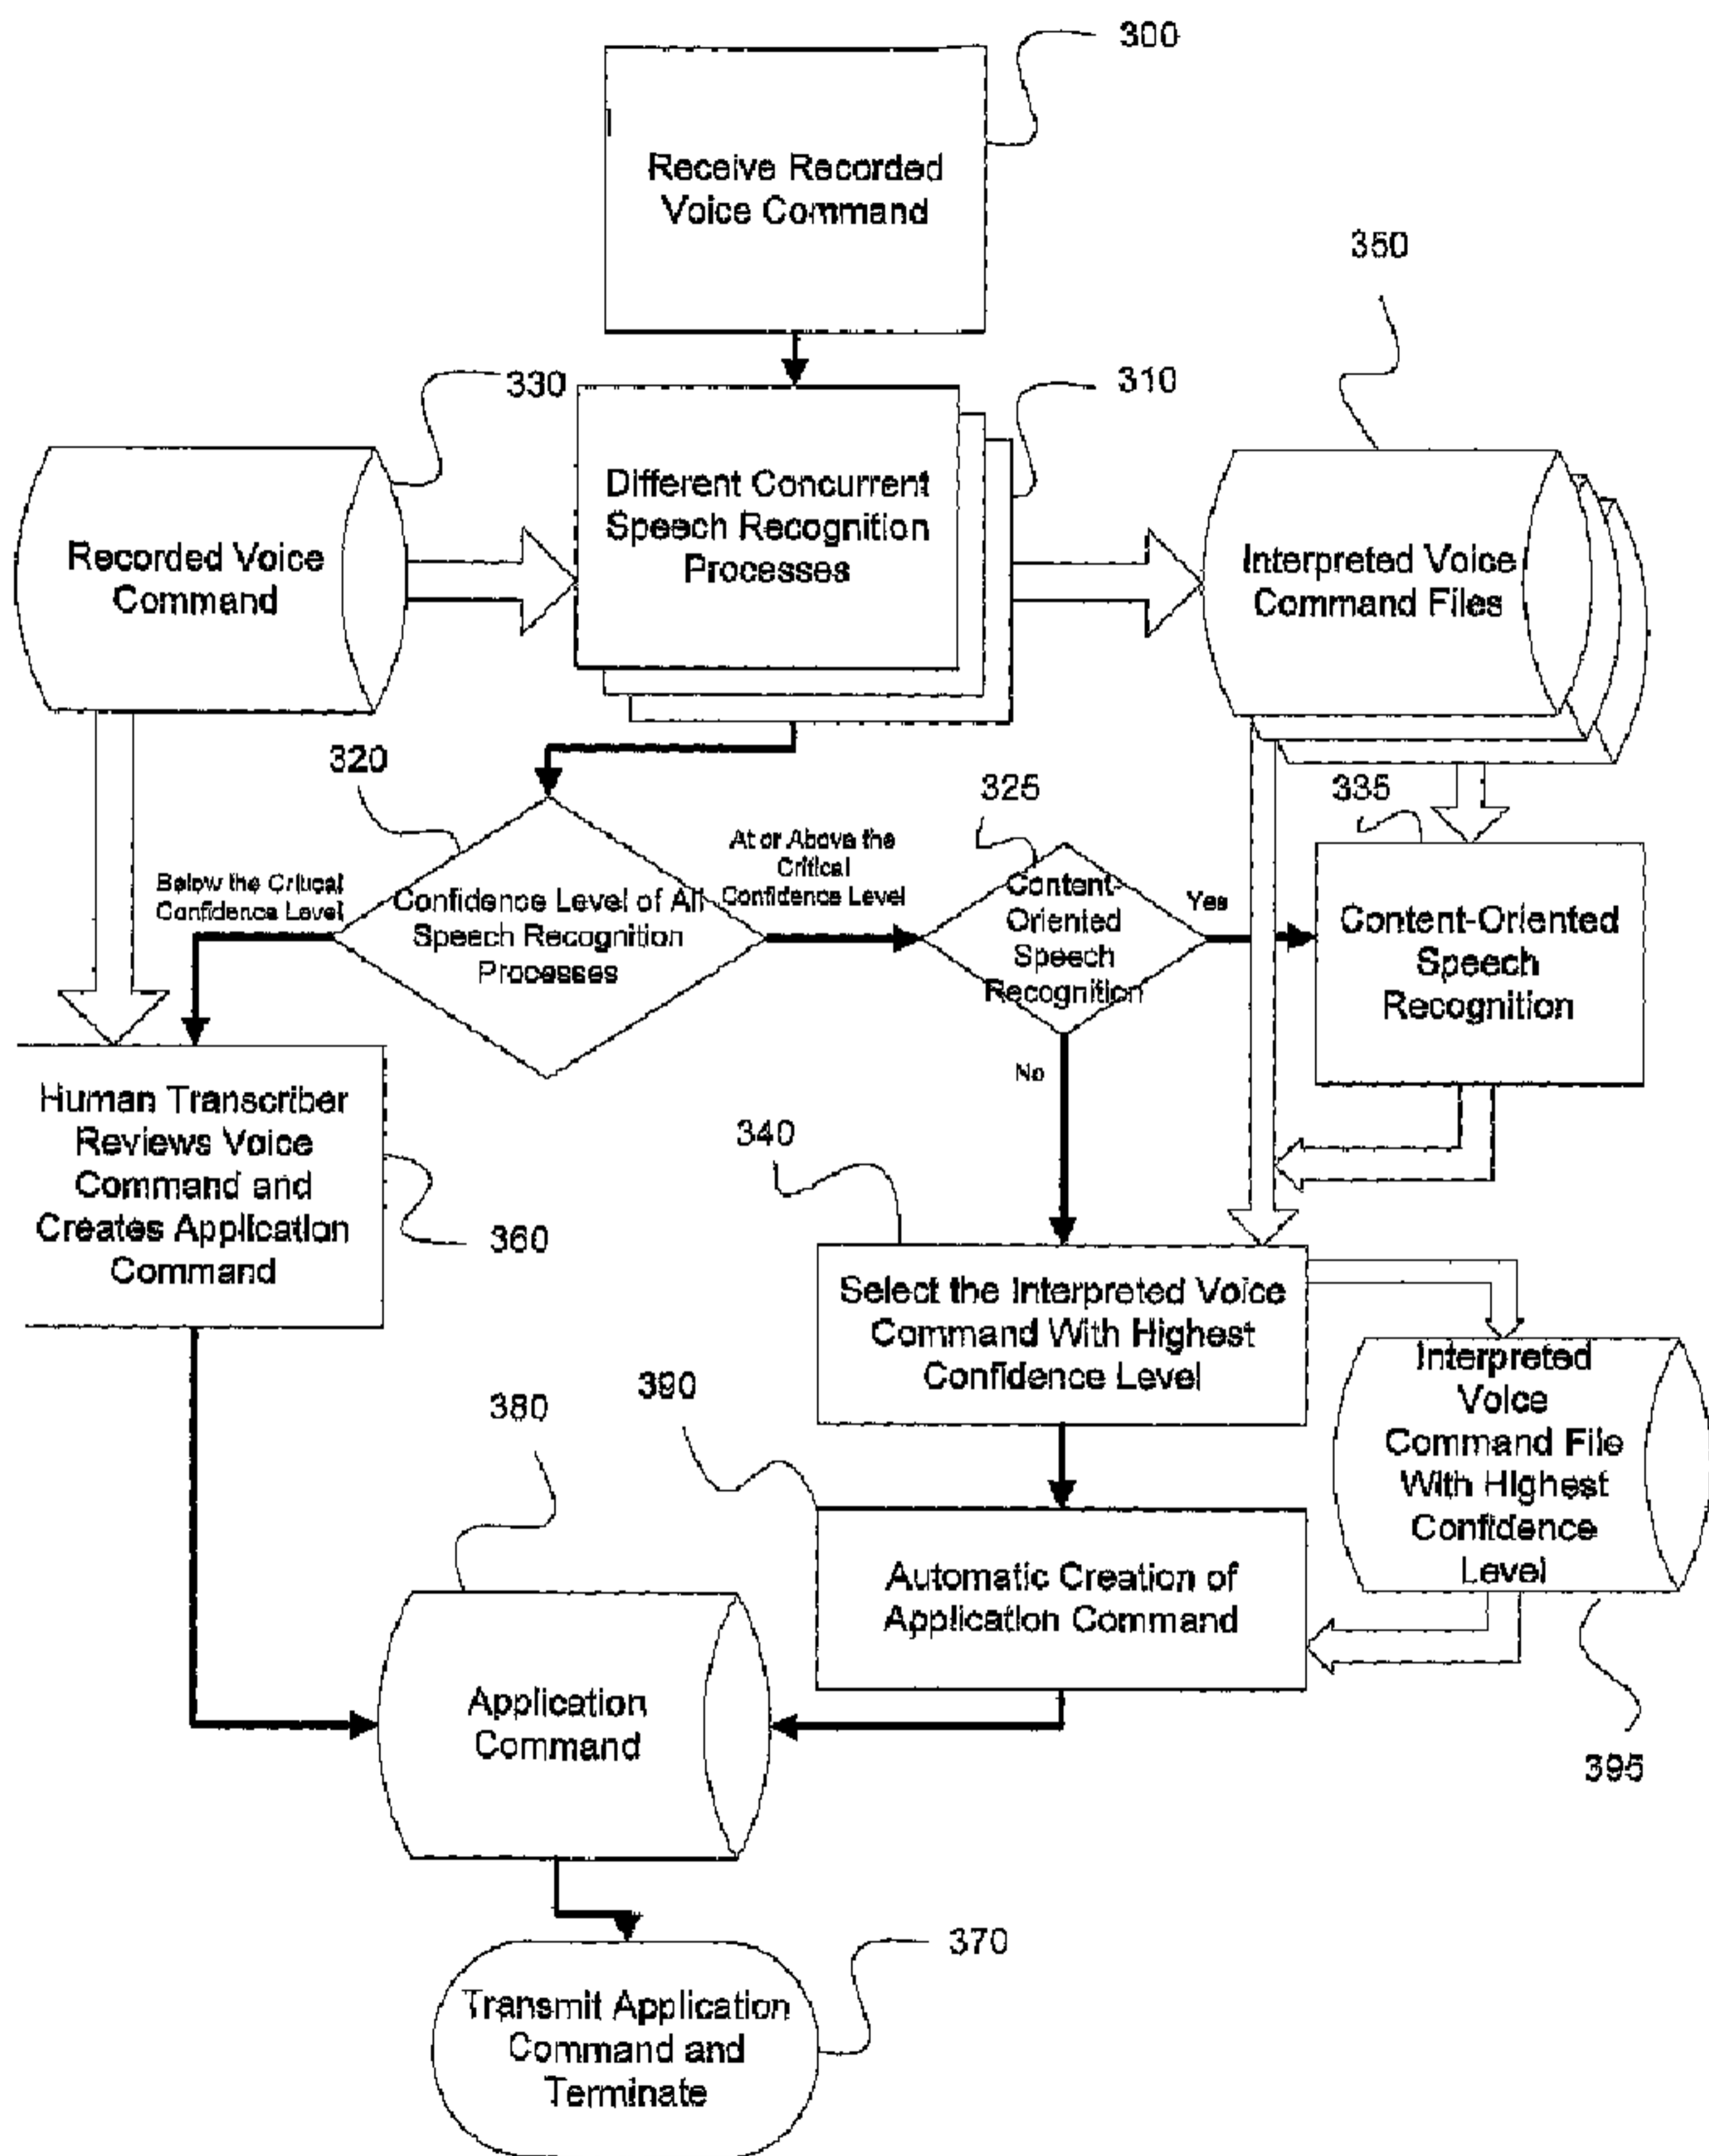 300
Receive Recorded
Voice Command
350
330
310
Recorded Voice
Command
Different Concurrent
Speech Recognition
Processes
Interpreted Voice
Command Files
320
325
335
Below the Critical
Confidence Level
Confidence Level of All
Speech Recognition
Processes
At or Above the
Critical
Confidence Level
Content-
Oriented
Speech
Recognition
Yes
Content-Oriented
Speech
Recognition
No
Human Transcriber
Reviews Voice
Command and
Creates Application
Command
360
340
Select the Interpreted Voice
Command With Highest
Confidence Level
Interpreted
Voice
Command File
With Highest
Confidence
Level
380
390
Automatic Creation of
Application Command
Application
Command
395
370
Transmit Application
Command and
Terminate